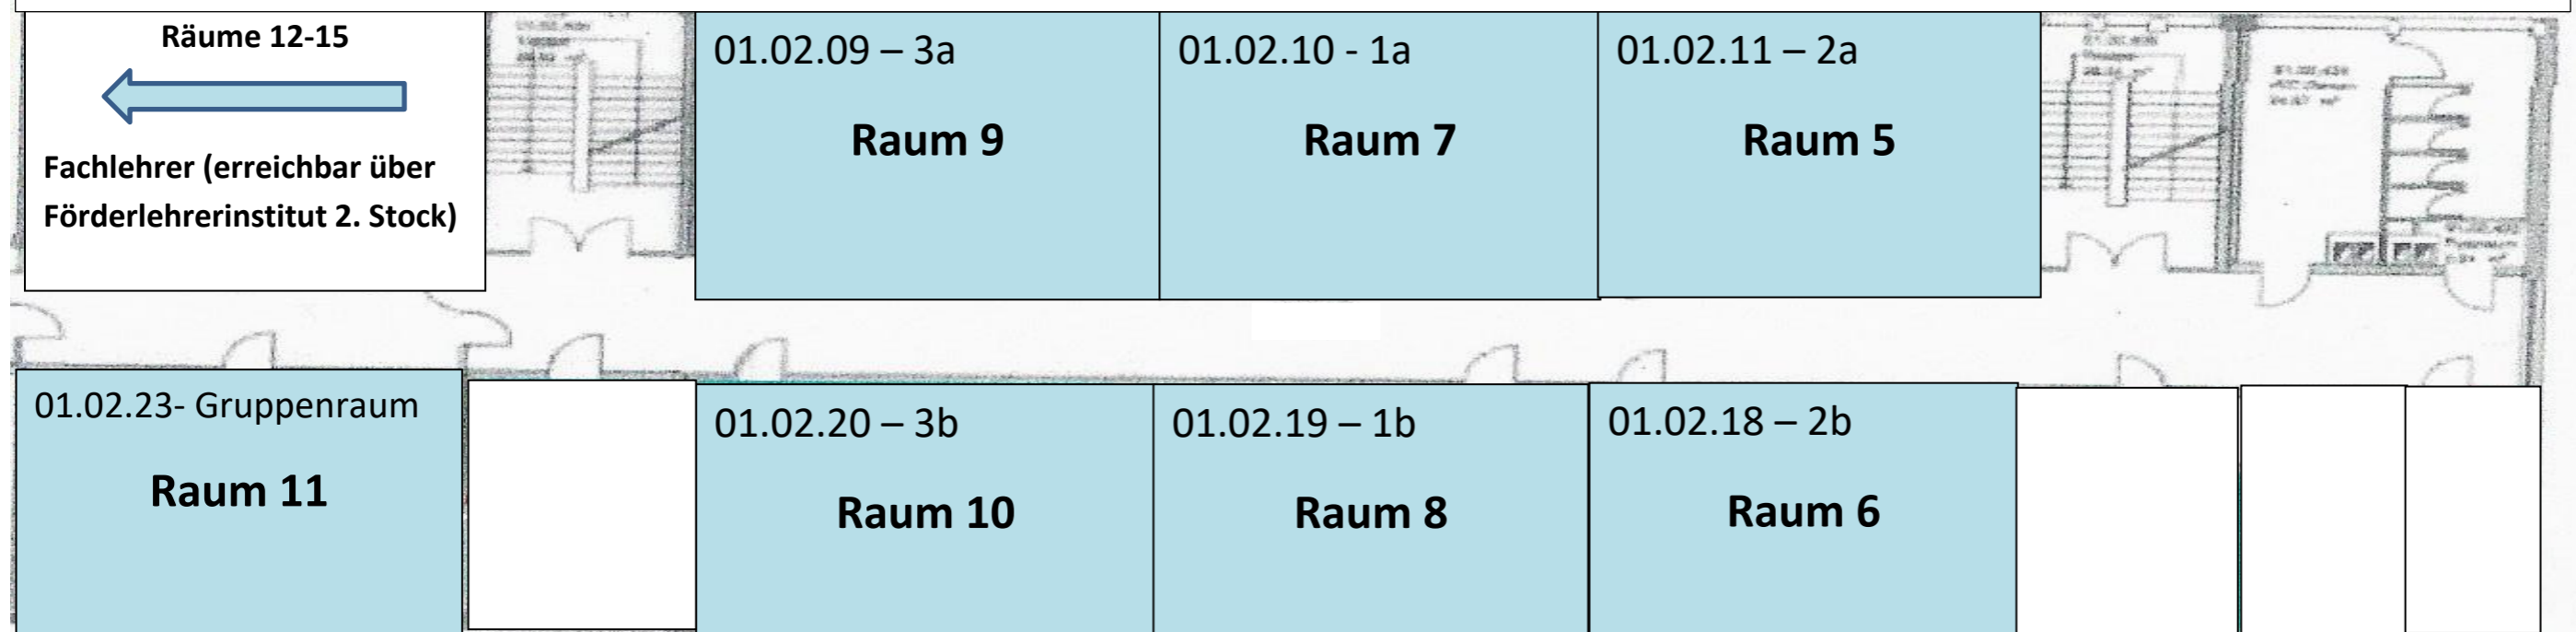 Räume 12-15
Fachlehrer (erreichbar über
Förderlehrerinstitut 2. Stock)
01.02.09 – 3a
Raum 9
01.02.10 - 1a
Raum 7
01.02.11 – 2a
Raum 5
01.02.23- Gruppenraum
Raum 11
01.02.20 – 3b
Raum 10
01.02.19 – 1b
Raum 8
01.02.18 – 2b
Raum 6